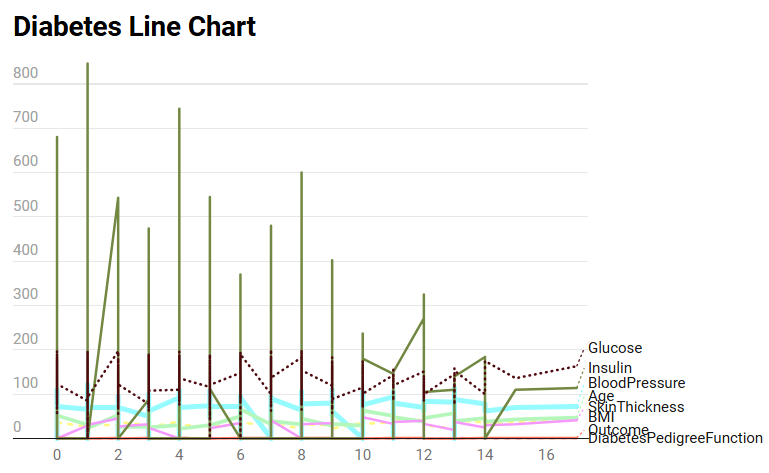 Diabetes Line Chart
800
700
600
500
400
300
200
100
0
Glucose
Insulin
BloodPressure
Age
SkinThickness
BMI
Outcome
DiabetesPedigreeFunction
0 2 4 6 8 10 12 14 16